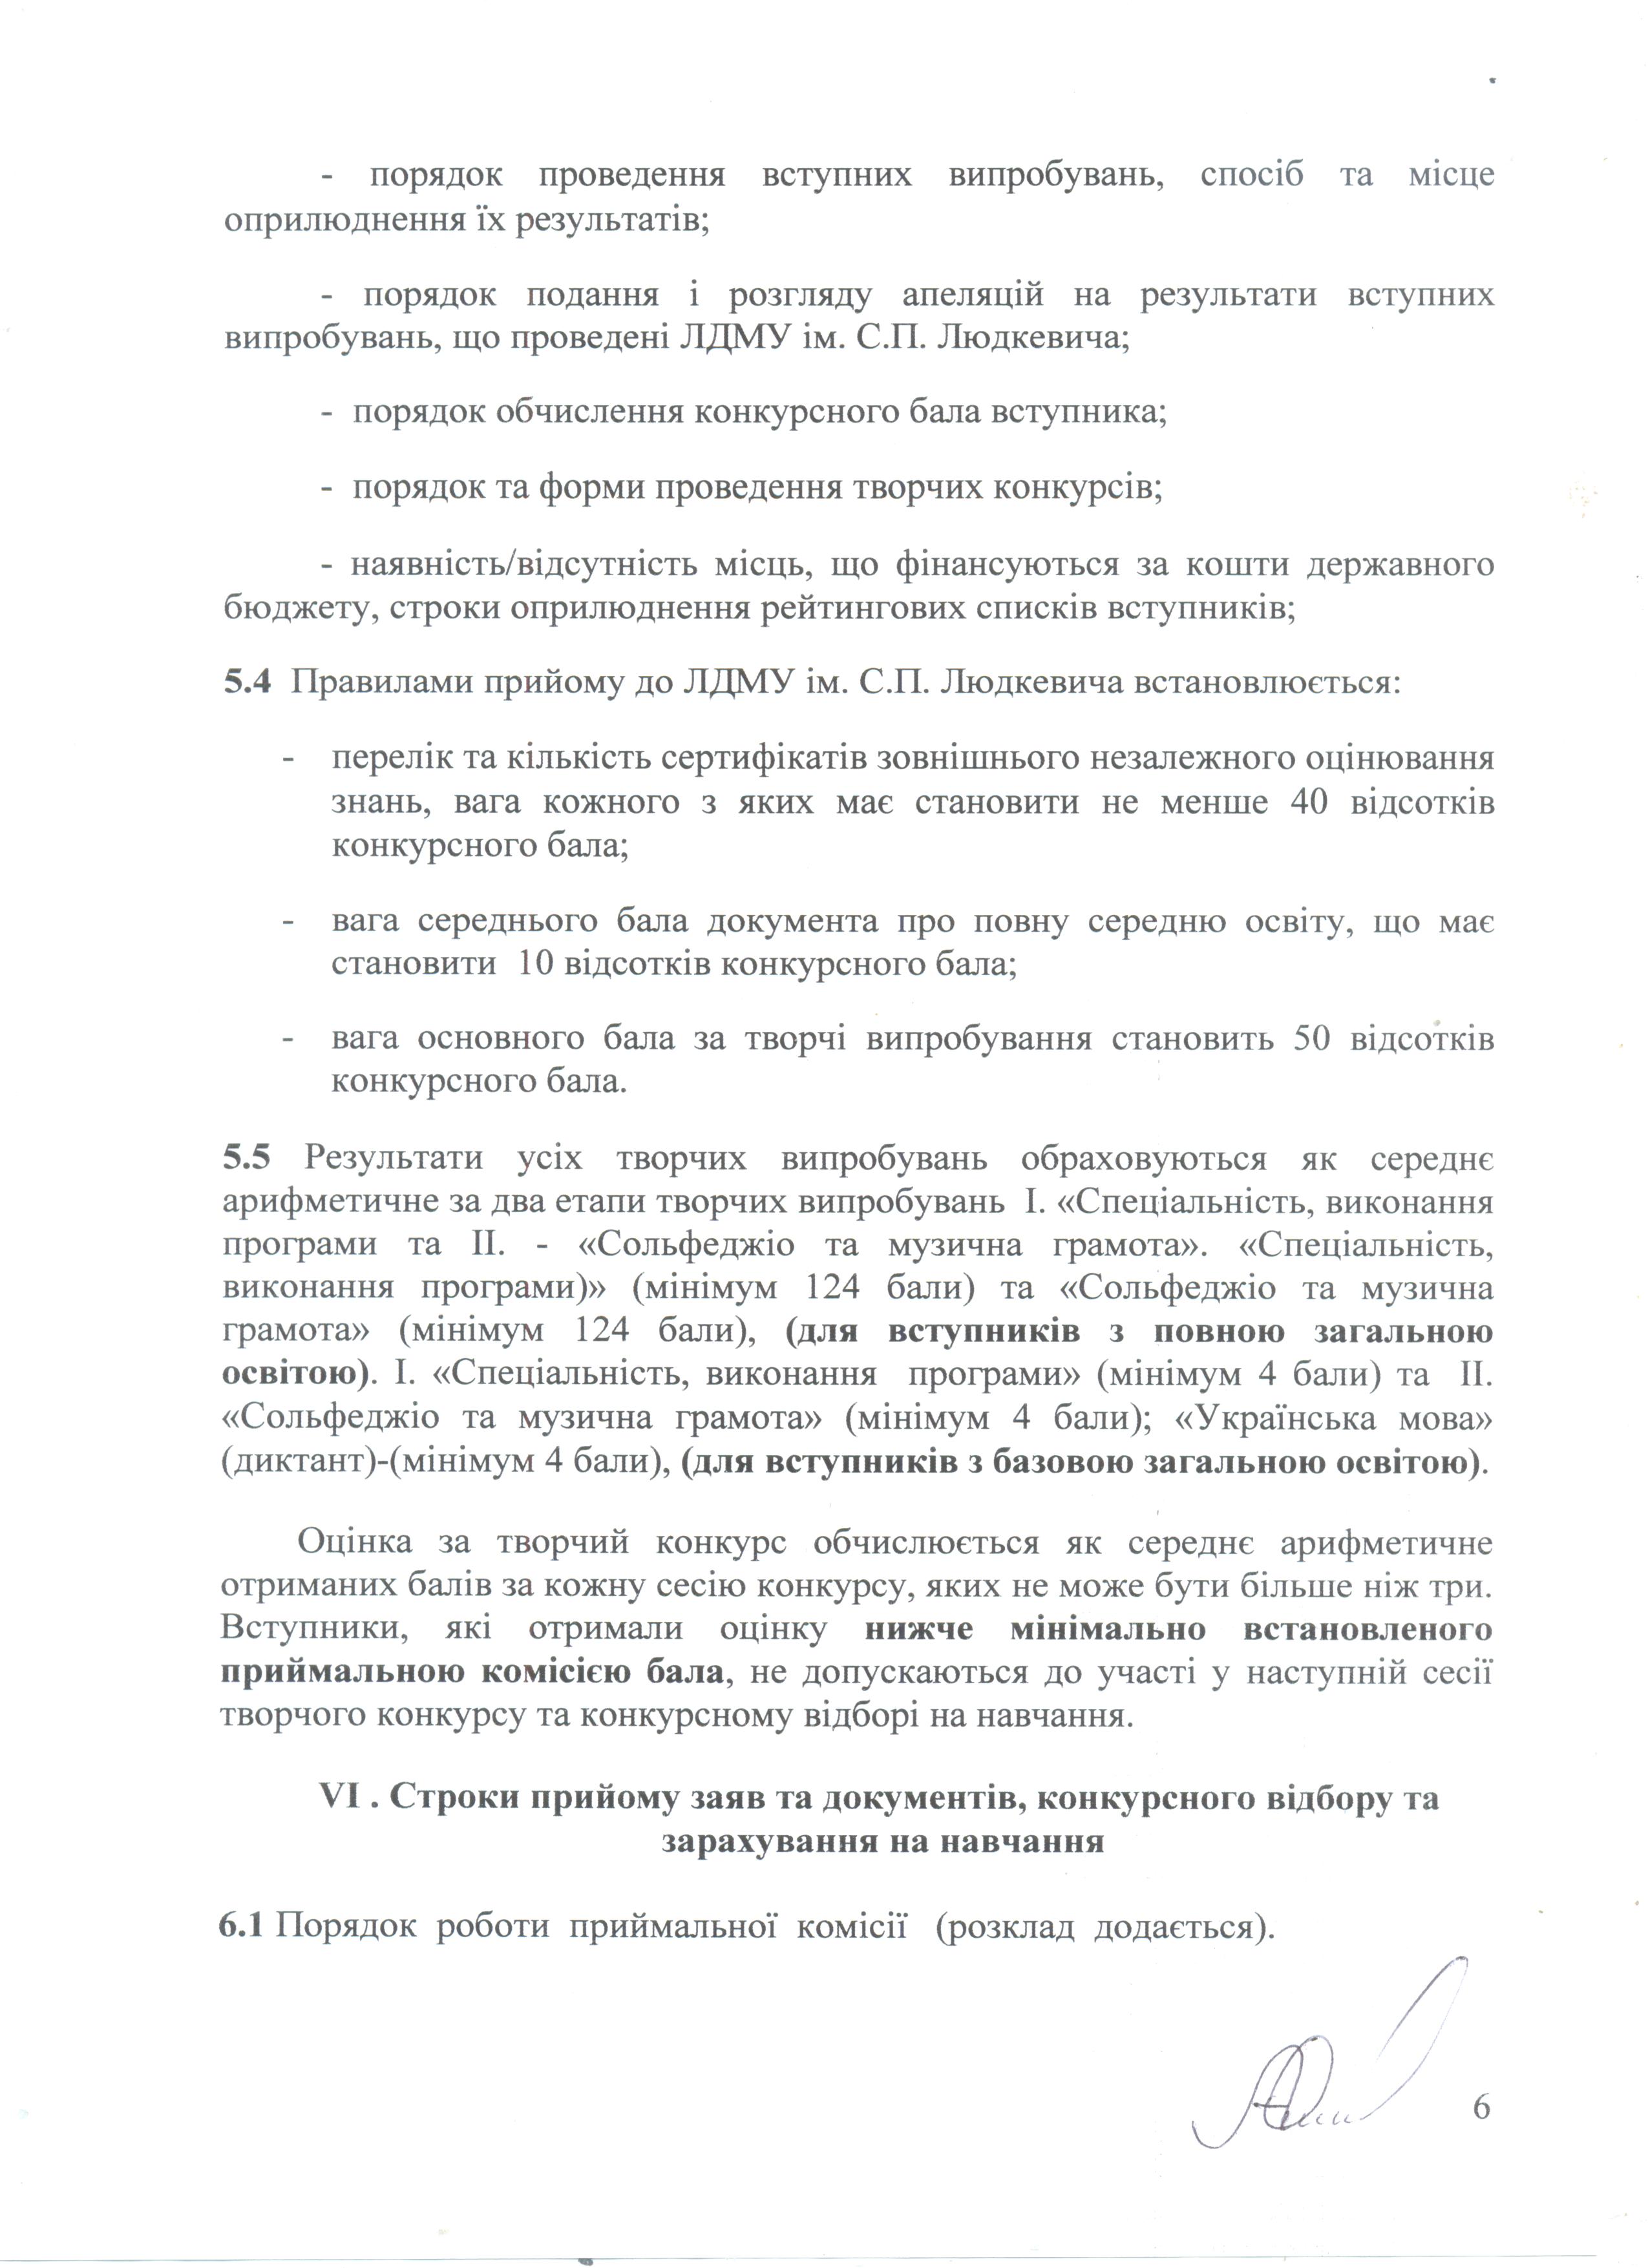 - порядок проведення вступних випробувань, спосіб та місце
оприлюднення їх результатів;
- порядок подання і розгляду апеляцій на результати вступних
випробувань, що проведені ЛДМУ ім. С.П. Людкевича;
- порядок обчислення конкурсного бала вступника;
- порядок та форми проведення творчих конкурсів;
- наявність/відсутність місць, що фінансуються за кошти державного
бюджету, строки оприлюднення рейтингових списків вступників;
5.4 Правилами прийому до ЛДМУ ім. С.П. Людкевича встановлюється:
- перелік та кількість сертифікатів зовнішнього незалежного оцінювання
знань, вага кожного з яких має становити не менше 40 відсотків
конкурсного бала;
- вага середнього бала документа про повну середню освіту, що має
становити 10 відсотків конкурсного бала;
- вага основного бала за творчі випробування становить 50 відсотків
конкурсного бала.
5.5 Результати усіх творчих випробувань обраховуються як середнє
арифметичне за два етапи творчих випробувань І. «Спеціальність, виконання
програми та ІІ. - «Сольфеджіо та музична грамота». «Спеціальність,
виконання програми)» (мінімум 124 бали) та «Сольфеджіо та музична
грамота» (мінімум 124 бали), (для вступників з повною загальною
освітою). І. «Спеціальність, виконання програми» (мінімум 4 бали) та ІІ.
«Сольфеджіо та музична грамота» (мінімум 4 бали); «Українська мова»
(диктант)-(мінімум 4 бали), (для вступників з базовою загальною освітою).
Оцінка за творчий конкурс обчислюється як середнє арифметичне
отриманих балів за кожну сесію конкурсу, яких не може бути більше ніж три.
Вступники, які отримали оцінку нижче мінімально встановленого
приймальною комісією бала, не допускаються до участі у наступній сесії
творчого конкурсу та конкурсному відборі на навчання.
VI . Строки прийому заяв та документів, конкурсного відбору та
зарахування на навчання
6.1 Порядок роботи приймальної комісії (розклад додається).
6